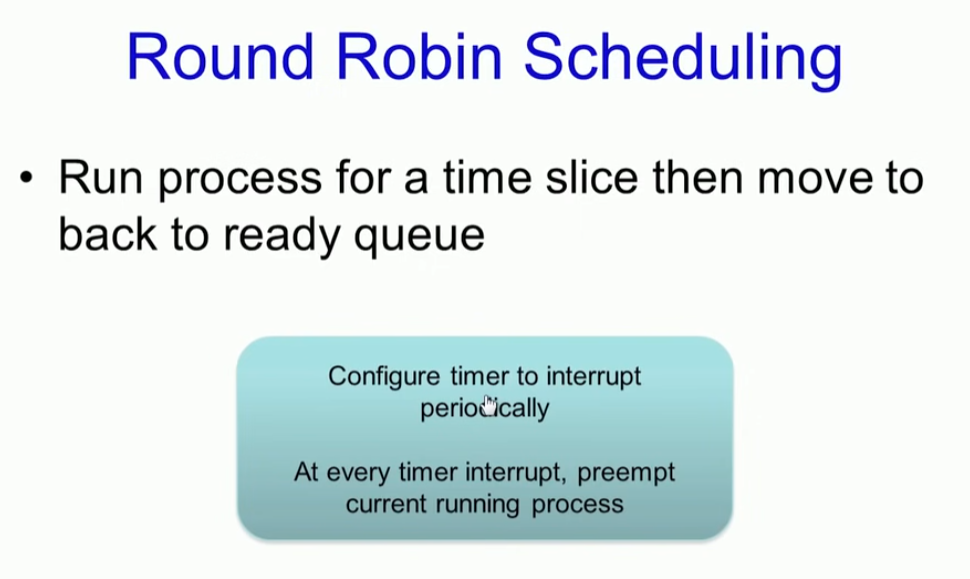 Round Robin Scheduling
• Run process for a time slice then move to
back to ready queue
Configure timer to interrupt
periodically
At every timer interrupt, preempt
current running process